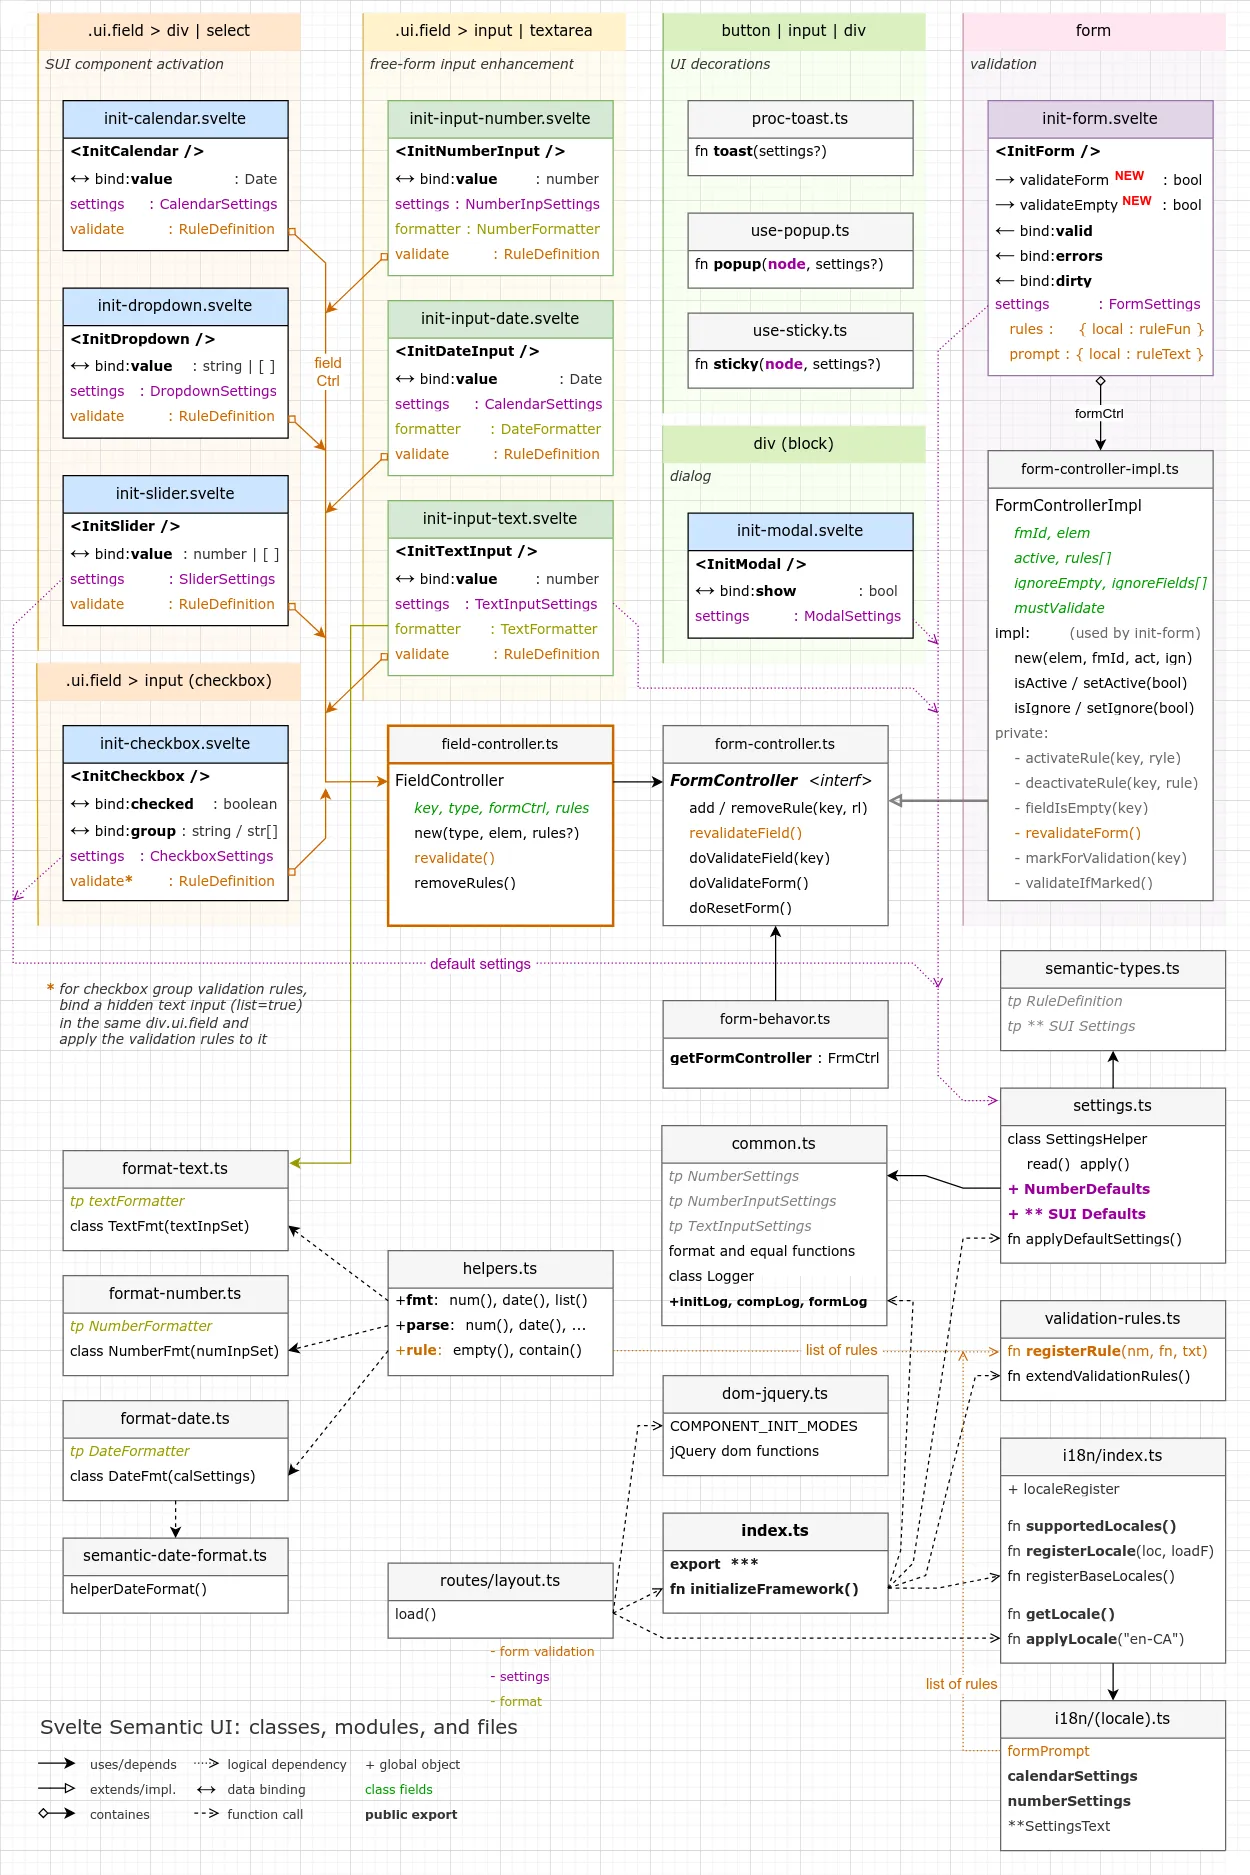 .ui.field > div | select
SUI component activation
init-calendar.svelte
<InitCalendar />
↔ bind:value : Date
settings : CalendarSettings
validate : RuleDefinition
init-dropdown.svelte
<InitDropdown />
↔ bind:value : string | [ ]
settings : DropdownSettings
validate : RuleDefinition
init-slider.svelte
<InitSlider />
↔ bind:value : number | [ ]
settings : SliderSettings
validate : RuleDefinition
.ui.field > input (checkbox)
init-checkbox.svelte
<InitCheckbox />
↔ bind:checked : boolean
↔ bind:group : string / str[]
settings : CheckboxSettings
validate* : RuleDefinition
* for checkbox group validation rules,
bind a hidden text input (list=true)
in the same div.ui.field and
apply the validation rules to it
.ui.field > input | textarea
free-form input enhancement
init-input-number.svelte
<InitNumberInput />
↔ bind:value : number
settings : NumberInpSettings
formatter : NumberFormatter
validate : RuleDefinition
field
Ctrl
init-input-date.svelte
<InitDateInput />
↔ bind:value : Date
settings : CalendarSettings
formatter : DateFormatter
validate : RuleDefinition
init-input-text.svelte
<InitTextInput />
↔ bind:value : number
settings : TextInputSettings
formatter : TextFormatter
validate : RuleDefinition
field-controller.ts
FieldController
key, type, formCtrl, rules
new(type, elem, rules?)
revalidate()
removeRules()
default settings
button | input | div
UI decorations
proc-toast.ts
fn toast(settings?)
use-popup.ts
fn popup(node, settings?)
use-sticky.ts
fn sticky(node, settings?)
div (block)
dialog
init-modal.svelte
<InitModal />
↔ bind:show : bool
settings : ModalSettings
form-controller.ts
FormController <interf>
add / removeRule(key, rl)
revalidateField()
doValidateField(key)
doValidateForm()
doResetForm()
form-behavor.ts
getFormController : FrmCtrl
form
validation
init-form.svelte
<InitForm />
→ validateForm NEW : bool
→ validateEmpty NEW : bool
← bind:valid
← bind:errors
← bind:dirty
settings : FormSettings
rules : { local : ruleFun }
prompt : { local : ruleText }
formCtrl
form-controller-impl.ts
FormControllerImpl
fmId, elem
active, rules[]
ignoreEmpty, ignoreFields[]
mustValidate
impl: (used by init-form)
new(elem, fmId, act, ign)
isActive / setActive(bool)
isIgnore / setIgnore(bool)
private:
- activateRule(key, ryle)
- deactivateRule(key, rule)
- fieldIsEmpty(key)
- revalidateForm()
- markForValidation(key)
- validateIfMarked()
semantic-types.ts
tp RuleDefinition
tp ** SUI Settings
settings.ts
class SettingsHelper
read() apply()
+ NumberDefaults
+ ** SUI Defaults
fn applyDefaultSettings()
common.ts
tp NumberSettings
tp NumberInputSettings
tp TextInputSettings
format and equal functions
class Logger
+initLog, compLog, formLog
format-text.ts
tp textFormatter
class TextFmt(textInpSet)
format-number.ts
tp NumberFormatter
class NumberFmt(numInpSet)
format-date.ts
tp DateFormatter
class DateFmt(calSettings)
semantic-date-format.ts
helperDateFormat()
helpers.ts
+fmt: num(), date(), list()
+parse: num(), date(), ...
+rule: empty(), contain()
list of rules
validation-rules.ts
fn registerRule(nm, fn, txt)
fn extendValidationRules()
dom-jquery.ts
COMPONENT_INIT_MODES
jQuery dom functions
index.ts
export ***
fn initializeFramework()
routes/layout.ts
load()
- form validation
- settings
- format
i18n/index.ts
+ localeRegister
fn supportedLocales()
fn registerLocale(loc, loadF)
fn registerBaseLocales()
fn getLocale()
fn applyLocale("en-CA")
list of rules
i18n/(locale).ts
formPrompt
calendarSettings
numberSettings
**SettingsText
Svelte Semantic UI: classes, modules, and files
uses/depends
logical dependency
+ global object
extends/impl.
data binding
class fields
containes
function call
public export